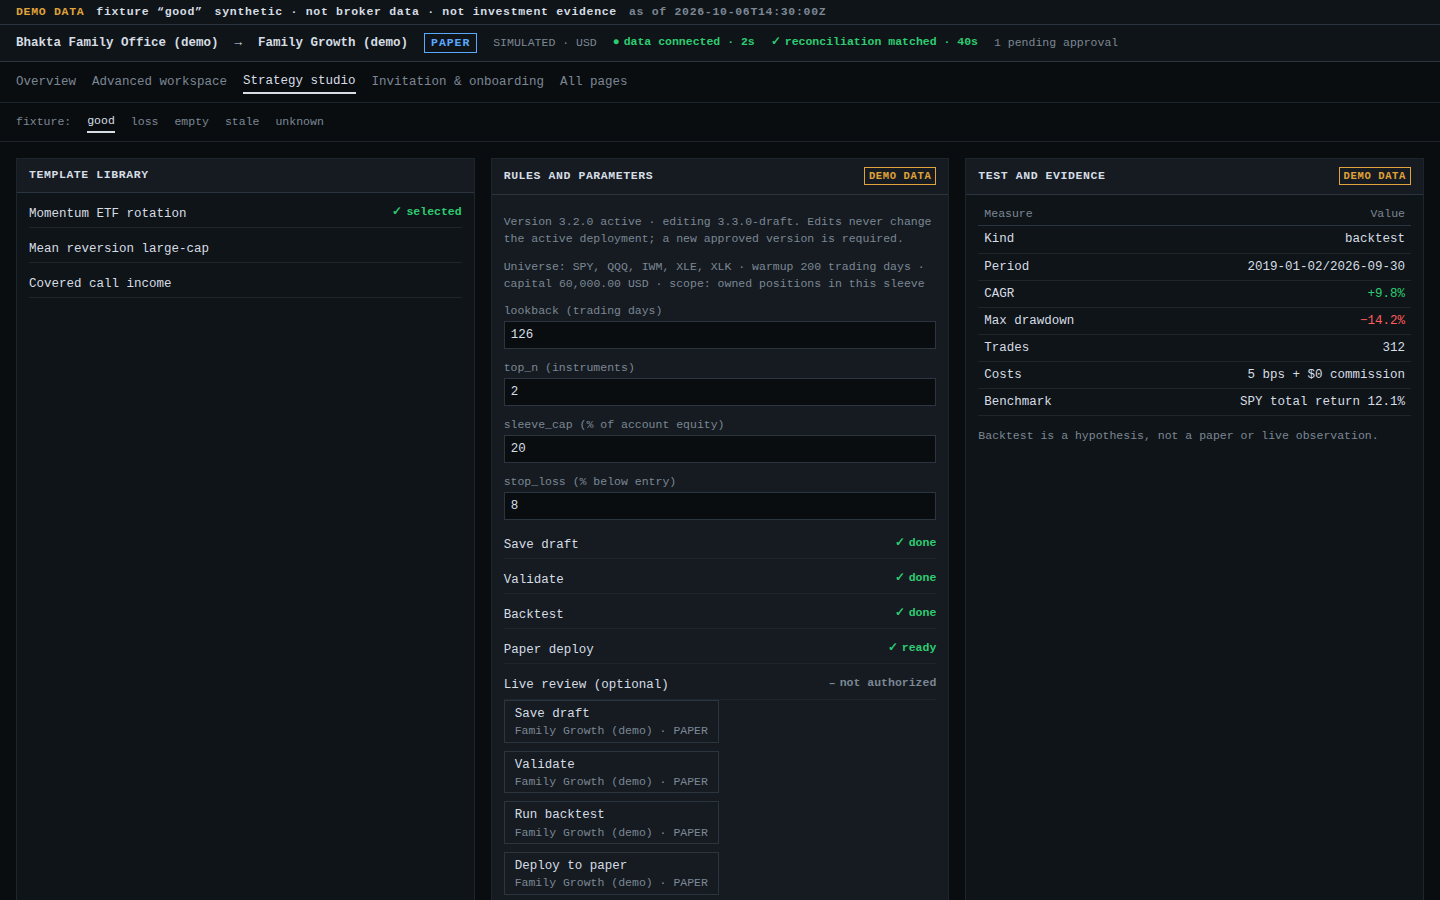 DEMO DATA fixture “good” synthetic · not broker data · not investment evidence as of 2026-10-06T14:30:00Z
Bhakta Family Office (demo) → Family Growth (demo) PAPER SIMULATED · USD ● data connected · 2s ✓ reconciliation matched · 40s 1 pending approval
Overview Advanced workspace Strategy studio Invitation & onboarding All pages
fixture: good loss empty stale unknown
TEMPLATE LIBRARY
Momentum ETF rotation ✓ selected
Mean reversion large-cap
Covered call income
RULES AND PARAMETERS DEMO DATA
Version 3.2.0 active · editing 3.3.0-draft. Edits never change
the active deployment; a new approved version is required.
Universe: SPY, QQQ, IWM, XLE, XLK · warmup 200 trading days ·
capital 60,000.00 USD · scope: owned positions in this sleeve
lookback (trading days)
126
top_n (instruments)
2
sleeve_cap (% of account equity)
20
stop_loss (% below entry)
8
Save draft ✓ done
Validate ✓ done
Backtest ✓ done
Paper deploy ✓ ready
Live review (optional) – not authorized
Save draft
Family Growth (demo) · PAPER
Validate
Family Growth (demo) · PAPER
Run backtest
Family Growth (demo) · PAPER
Deploy to paper
Family Growth (demo) · PAPER
TEST AND EVIDENCE DEMO DATA
Measure Value
Kind backtest
Period 2019-01-02/2026-09-30
CAGR +9.8%
Max drawdown −14.2%
Trades 312
Costs 5 bps + $0 commission
Benchmark SPY total return 12.1%
Backtest is a hypothesis, not a paper or live observation.